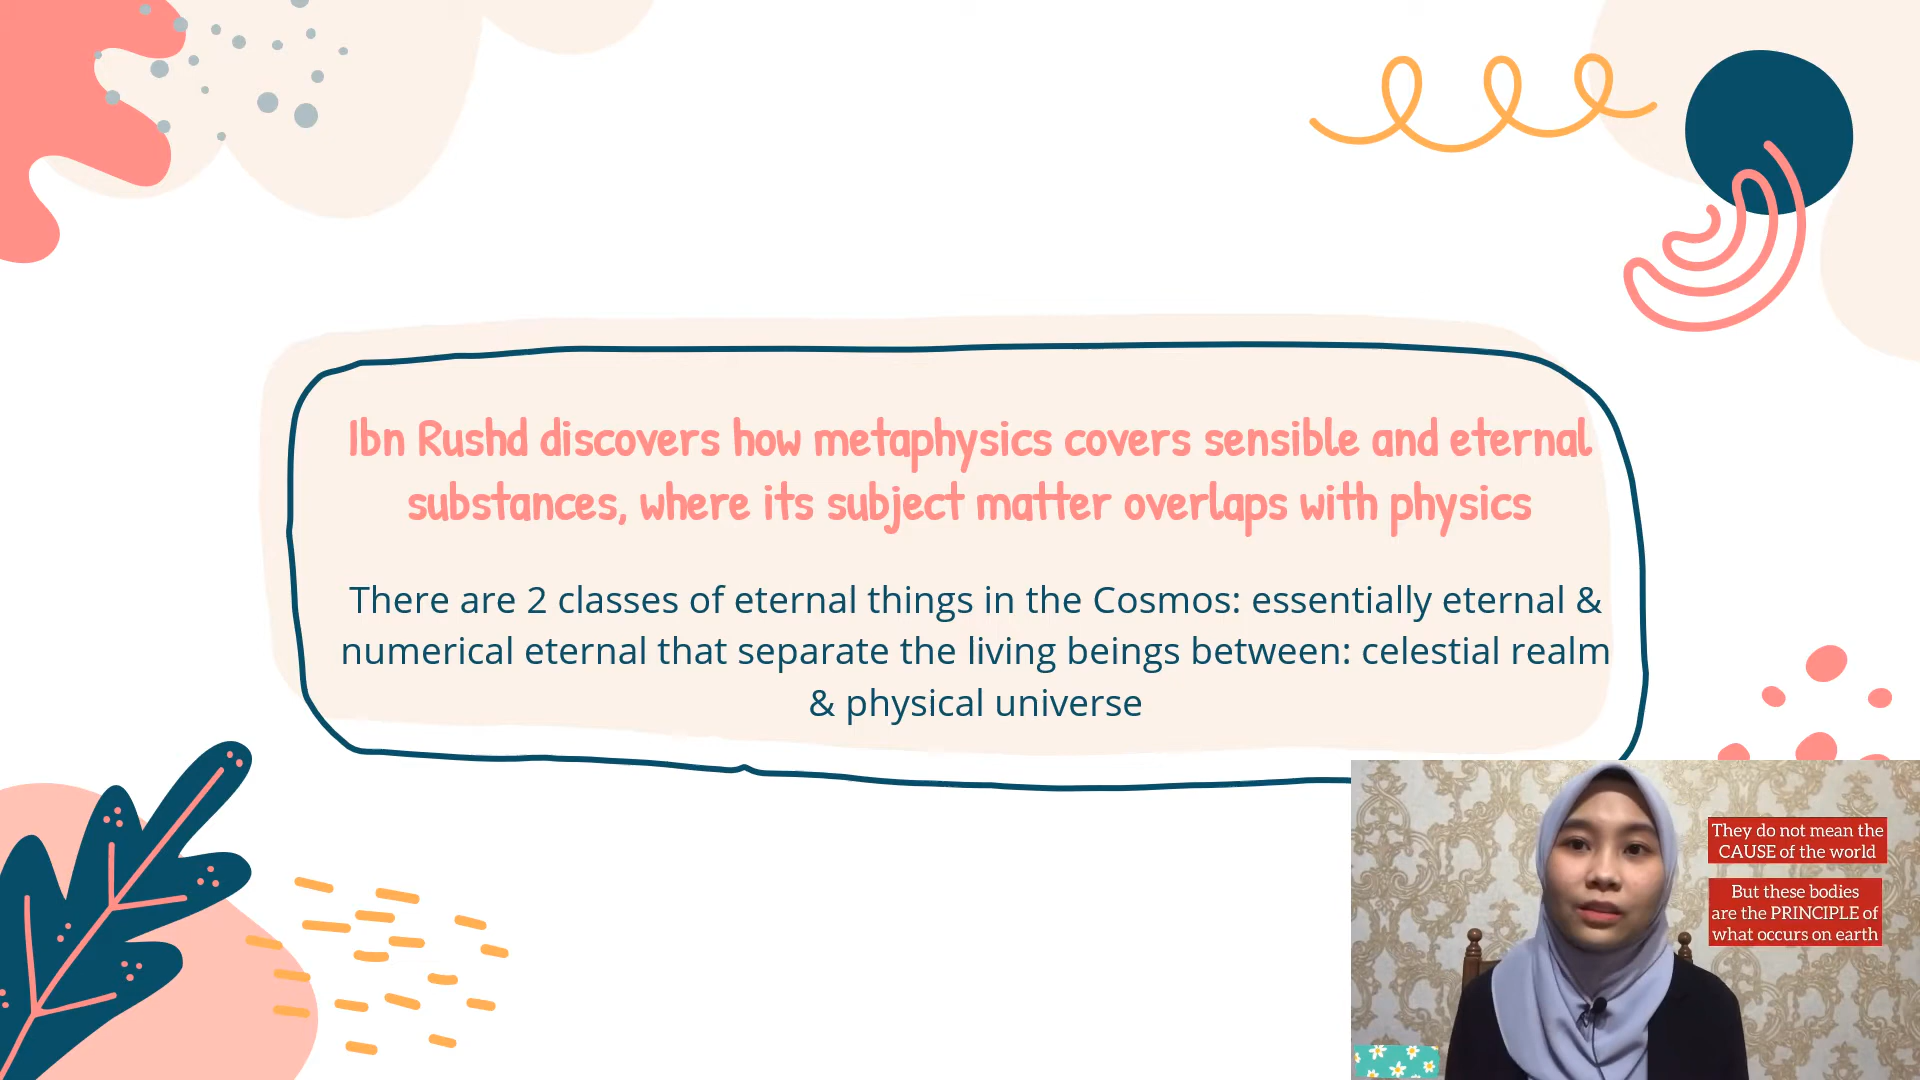 Ibn Rushd discovers how metaphysics covers sensible and eternal
substances, where its subject matter overlaps with physics
There are 2 classes of eternal things in the Cosmos: essentially eternal &
numerical eternal that separate the living beings between: celestial realm
& physical universe
They do not mean the
CAUSE of the world
But these bodies
are the PRINCIPLE of
what occurs on earth